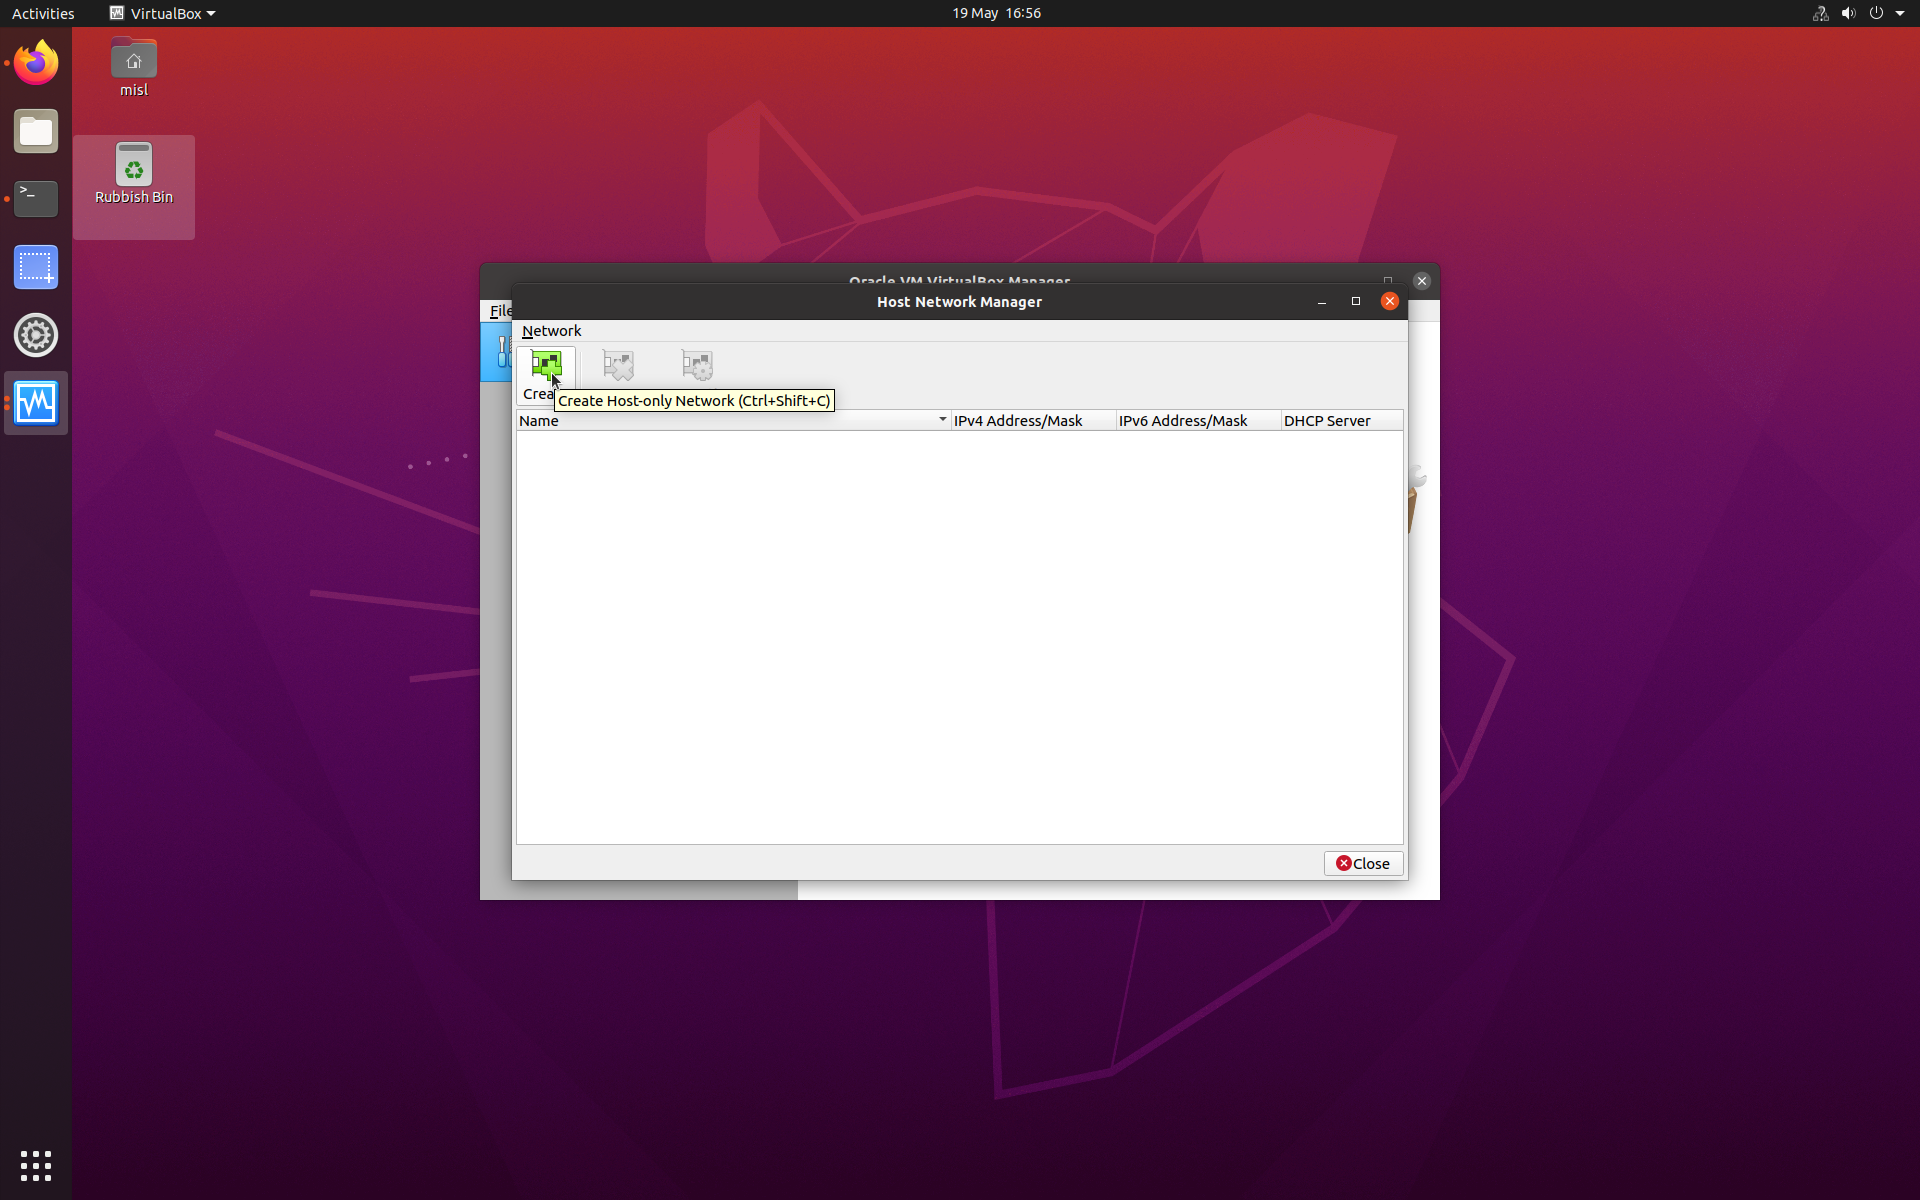 Activities VirtualBox 19 May 16:56
misl
Rubbish Bin
Oracle VM VirtualBox Manager
Host Network Manager
File
Network
Create Host-only Network (Ctrl+Shift+C)
Name IPv4 Address/Mask IPv6 Address/Mask DHCP Server
Close